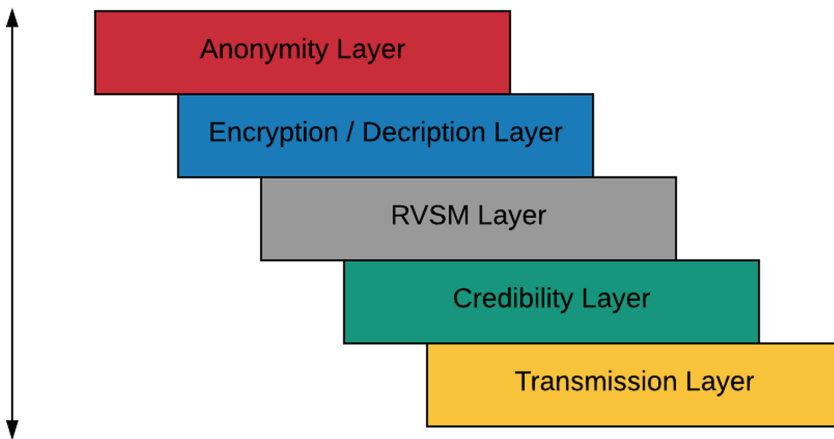 Anonymity Layer
Encryption / Decription Layer
RVSM Layer
Credibility Layer
Transmission Layer